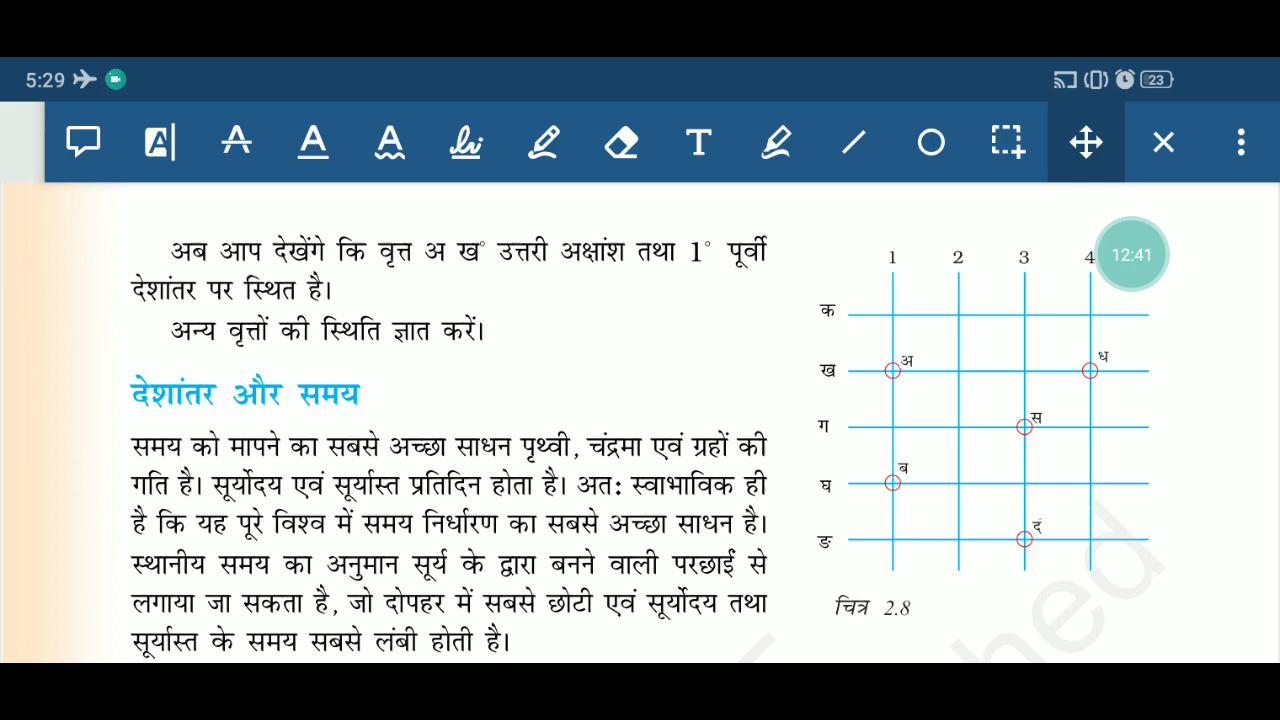 5:29
23
अब आप देखेंगे कि वृत्त अ ख° उत्तरी अक्षांश तथा 1° पूर्वी
देशांतर पर स्थित है।
अन्य वृत्तों की स्थिति ज्ञात करें।
देशांतर और समय
समय को मापने का सबसे अच्छा साधन पृथ्वी, चंद्रमा एवं ग्रहों की
गति है। सूर्योदय एवं सूर्यास्त प्रतिदिन होता है। अतः स्वाभाविक ही
है कि यह पूरे विश्व में समय निर्धारण का सबसे अच्छा साधन है।
स्थानीय समय का अनुमान सूर्य के द्वारा बनने वाली परछाईं से
लगाया जा सकता है, जो दोपहर में सबसे छोटी एवं सूर्योदय तथा
सूर्यास्त के समय सबसे लंबी होती है।
1 2 3 4
12:41
क
ख अ ध
ग स
घ ब
ङ द
चित्र 2.8